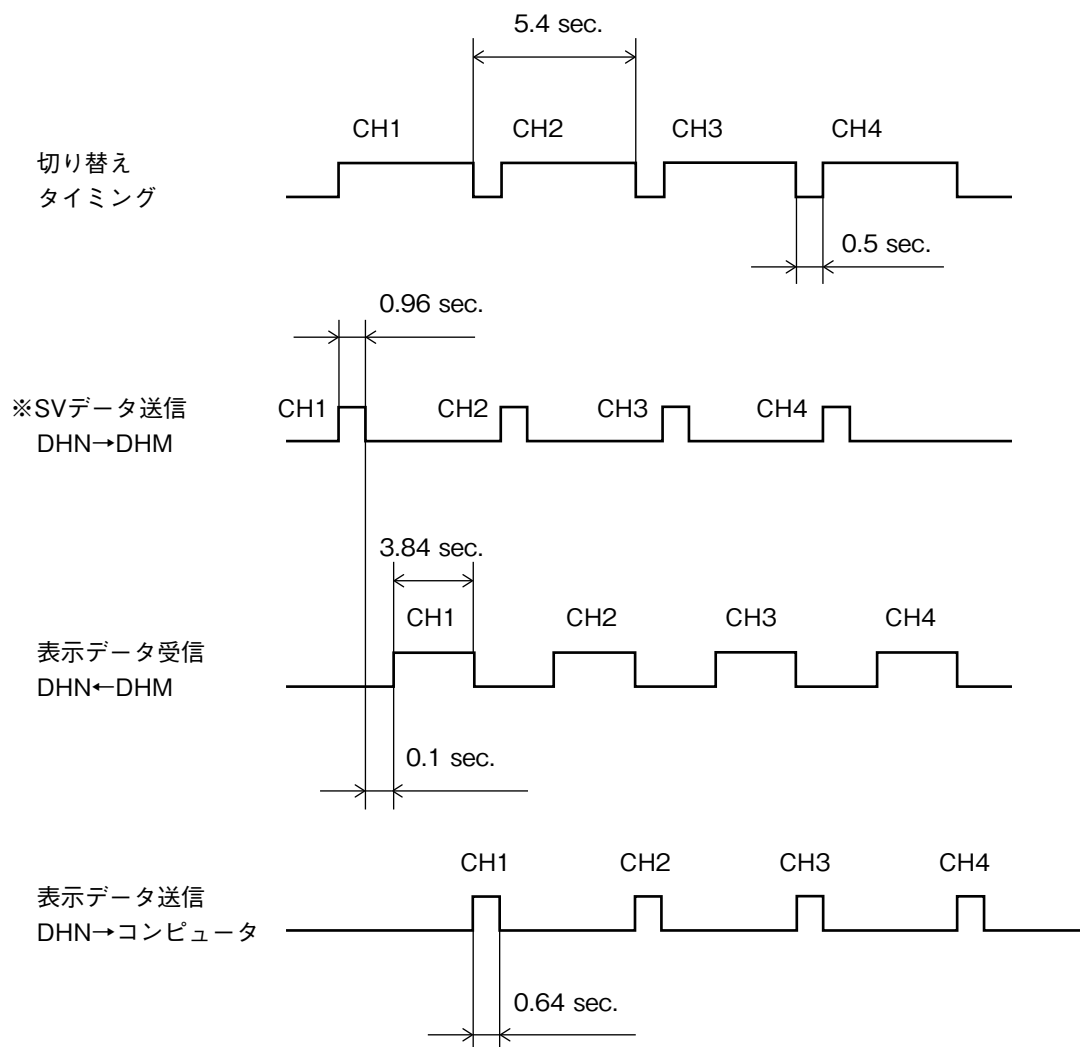 5.4 sec.
CH1
CH2
CH3
CH4
切り替え
タイミング
0.5 sec.
0.96 sec.
※SVデータ送信
DHN→DHM
CH1
CH2
CH3
CH4
3.84 sec.
CH1
CH2
CH3
CH4
表示データ受信
DHN←DHM
0.1 sec.
CH1
CH2
CH3
CH4
表示データ送信
DHN→コンピュータ
0.64 sec.